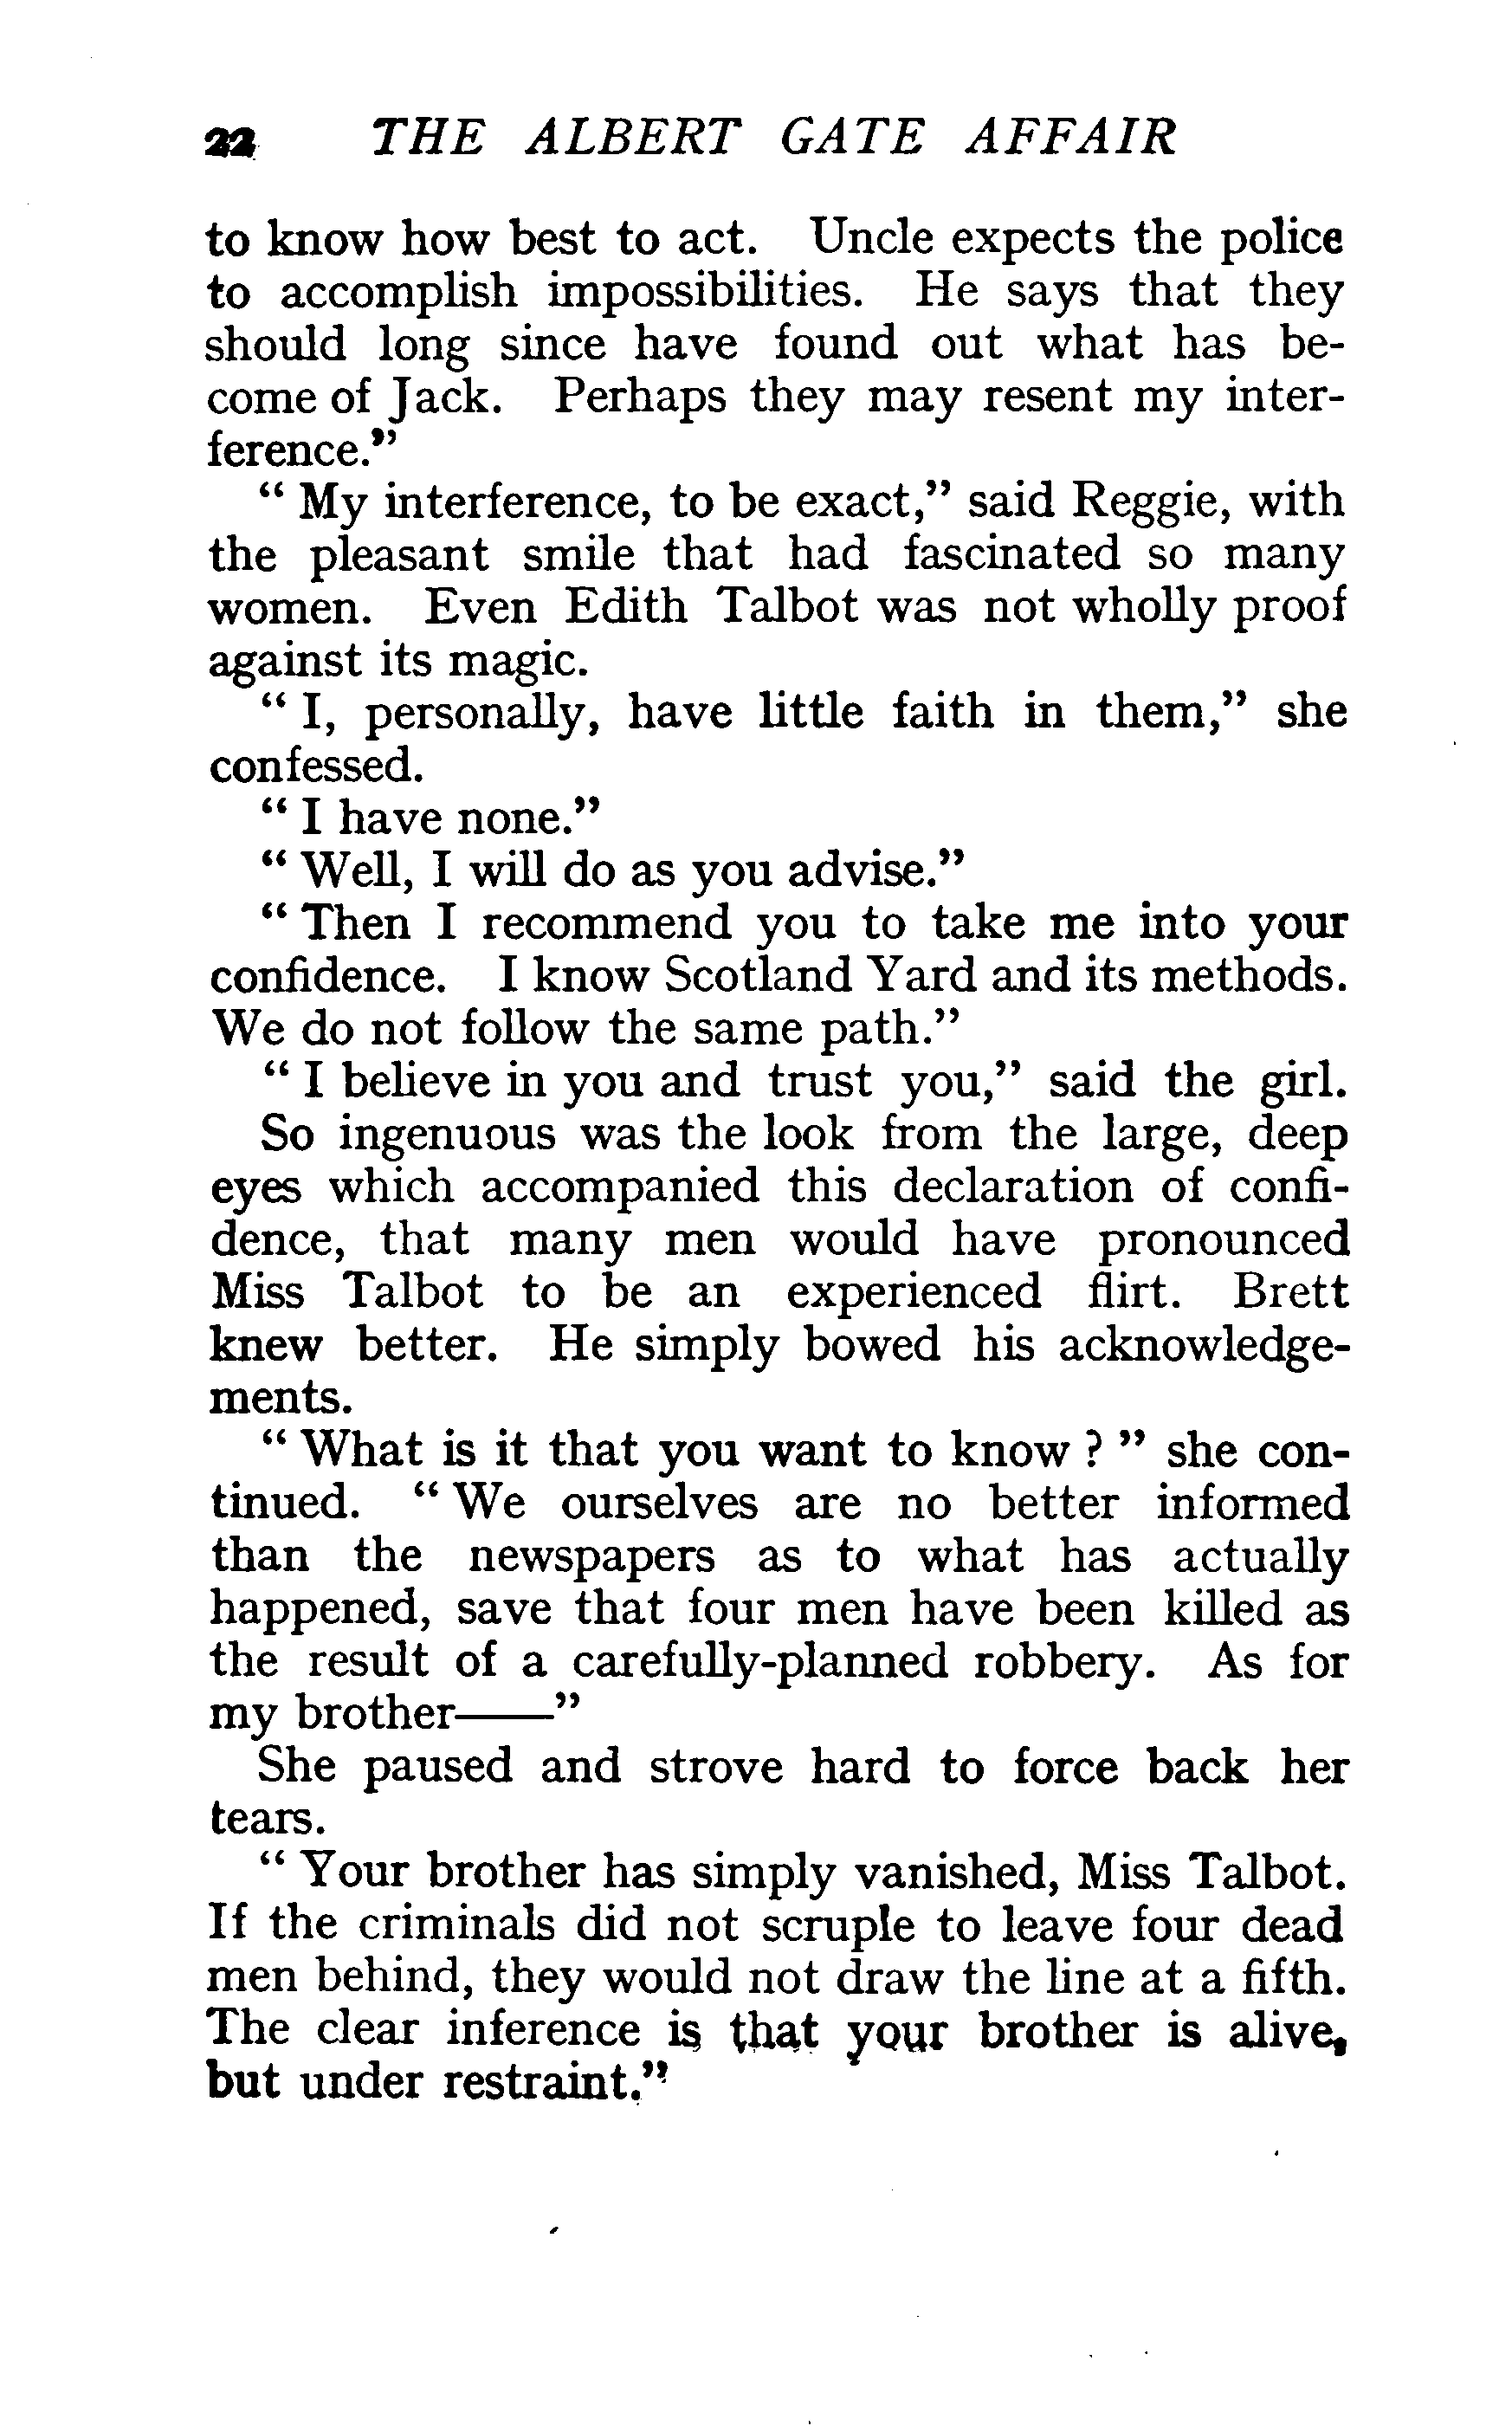 22 THE ALBERT GATE AFFAIR
to know how best to act. Uncle expects the police
to accomplish impossibilities. He says that they
should long since have found out what has be-
come of Jack. Perhaps they may resent my inter-
ference."
" My interference, to be exact," said Reggie, with
the pleasant smile that had fascinated so many
women. Even Edith Talbot was not wholly proof
against its magic.
" I, personally, have little faith in them," she
confessed.
" I have none."
" Well, I will do as you advise."
" Then I recommend you to take me into your
confidence. I know Scotland Yard and its methods.
We do not follow the same path."
" I believe in you and trust you," said the girl.
So ingenuous was the look from the large, deep
eyes which accompanied this declaration of confi-
dence, that many men would have pronounced
Miss Talbot to be an experienced flirt. Brett
knew better. He simply bowed his acknowledge-
ments.
" What is it that you want to know ? " she con-
tinued. " We ourselves are no better informed
than the newspapers as to what has actually
happened, save that four men have been killed as
the result of a carefully-planned robbery. As for
my brother——"
She paused and strove hard to force back her
tears.
" Your brother has simply vanished, Miss Talbot.
If the criminals did not scruple to leave four dead
men behind, they would not draw the line at a fifth.
The clear inference is that your brother is alive,
but under restraint."